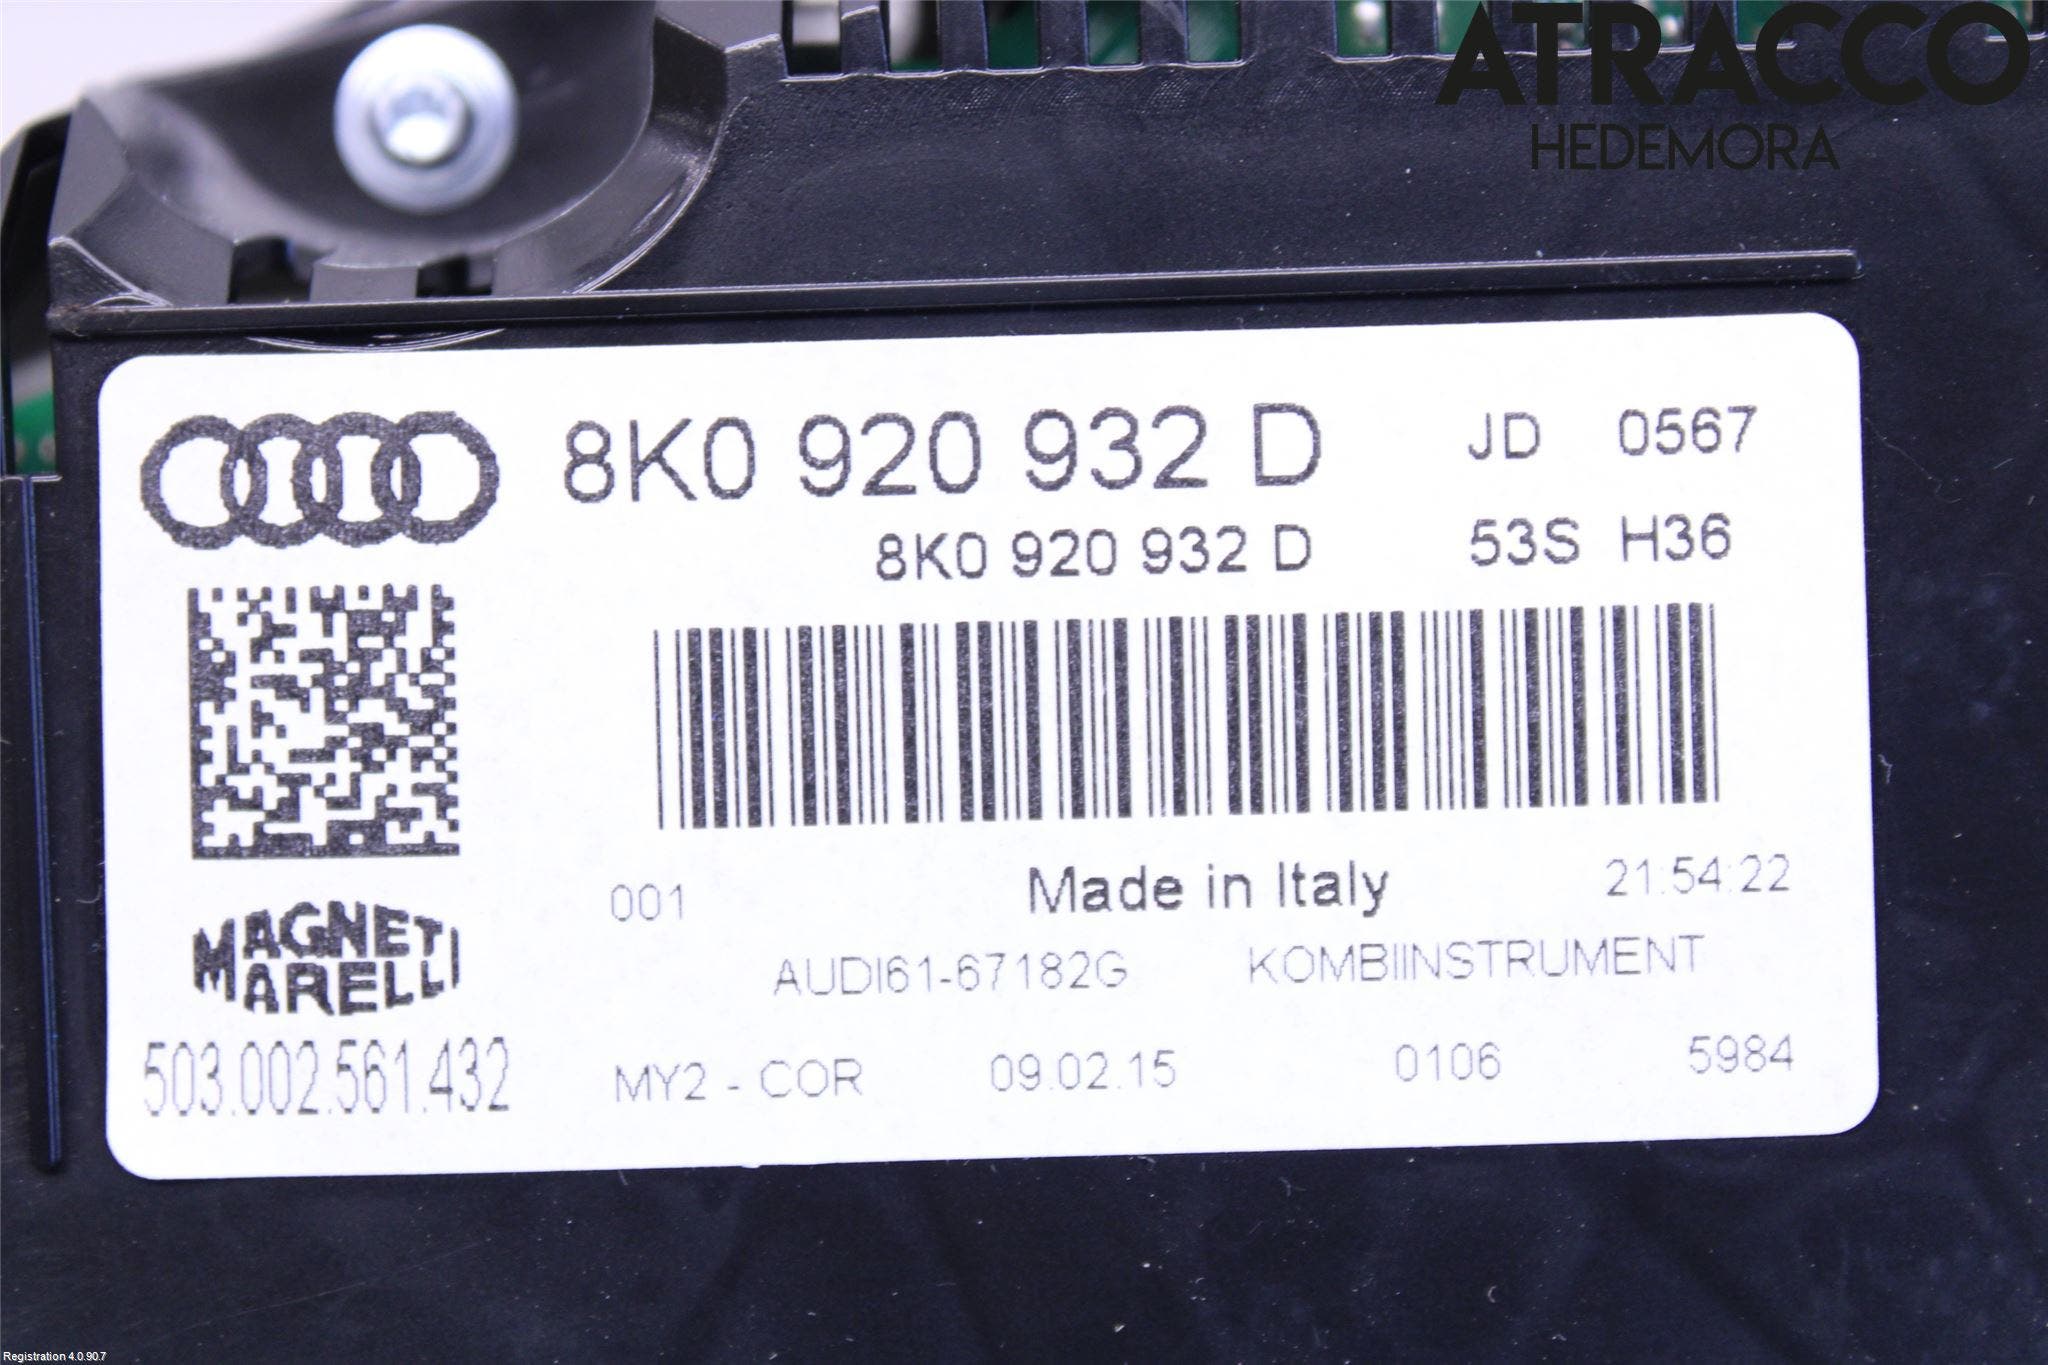 ATRACCO
HEDEMORA
8K0 920 932 D JD 0567
8K0 920 932 D 53S H36
001 Made in Italy 21:54:22
MAGNETI
MARELLI
AUDI61-67182G KOMBIINSTRUMENT
503.002.561.432 MY2 - COR 09.02.15 0106 5984
Registration 4.0.90.7